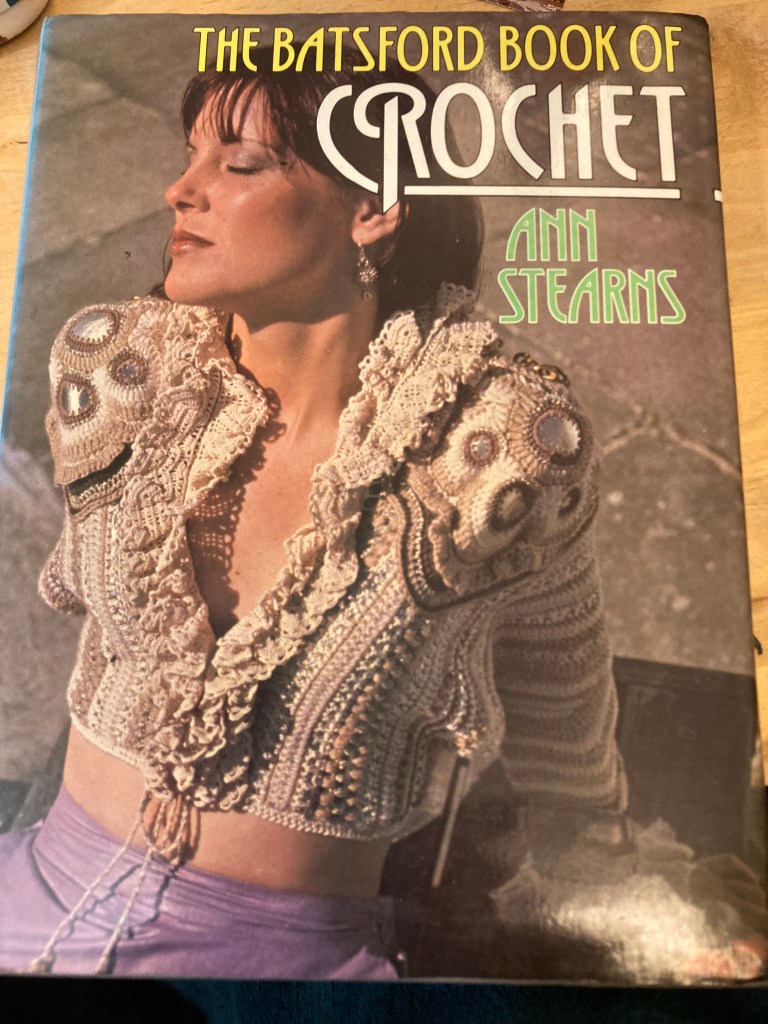 THE BATSFORD BOOK OF
CROCHET
ANN
STEARNS